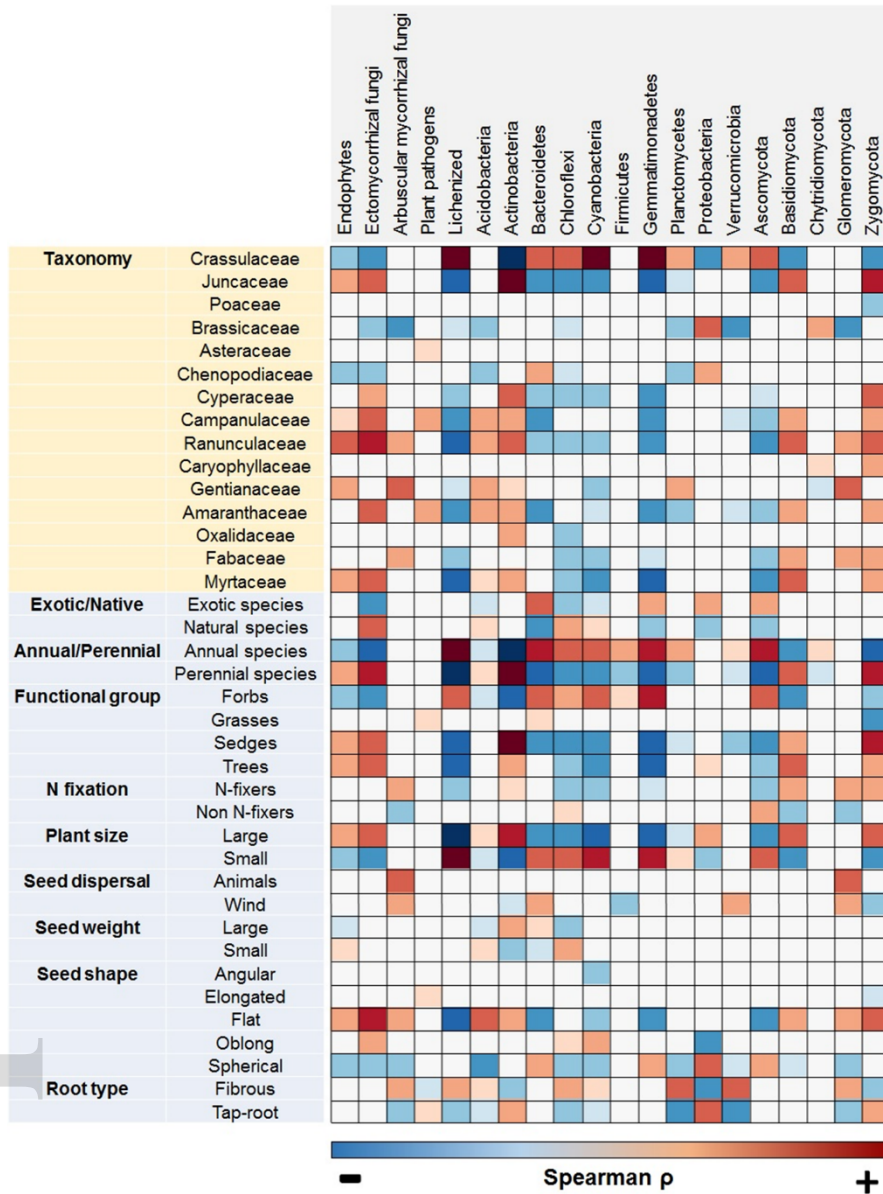 Endophytes
Ectomycorrhizal fungi
Arbuscular mycorrhizal fungi
Plant pathogens
Lichenized
Acidobacteria
Actinobacteria
Bacteroidetes
Chloroflexi
Cyanobacteria
Firmicutes
Gemmatimonadetes
Planctomycetes
Proteobacteria
Verrucomicrobia
Ascomycota
Basidiomycota
Chytridiomycota
Glomeromycota
Zygomycota
Taxonomy Crassulaceae
Juncaceae
Poaceae
Brassicaceae
Asteraceae
Chenopodiaceae
Cyperaceae
Campanulaceae
Ranunculaceae
Caryophyllaceae
Gentianaceae
Amaranthaceae
Oxalidaceae
Fabaceae
Myrtaceae
Exotic/Native Exotic species
Natural species
Annual/Perennial Annual species
Perennial species
Functional group Forbs
Grasses
Sedges
Trees
N fixation N-fixers
Non N-fixers
Plant size Large
Small
Seed dispersal Animals
Wind
Seed weight Large
Small
Seed shape Angular
Elongated
Flat
Oblong
Spherical
Root type Fibrous
Tap-root
- Spearman ρ +